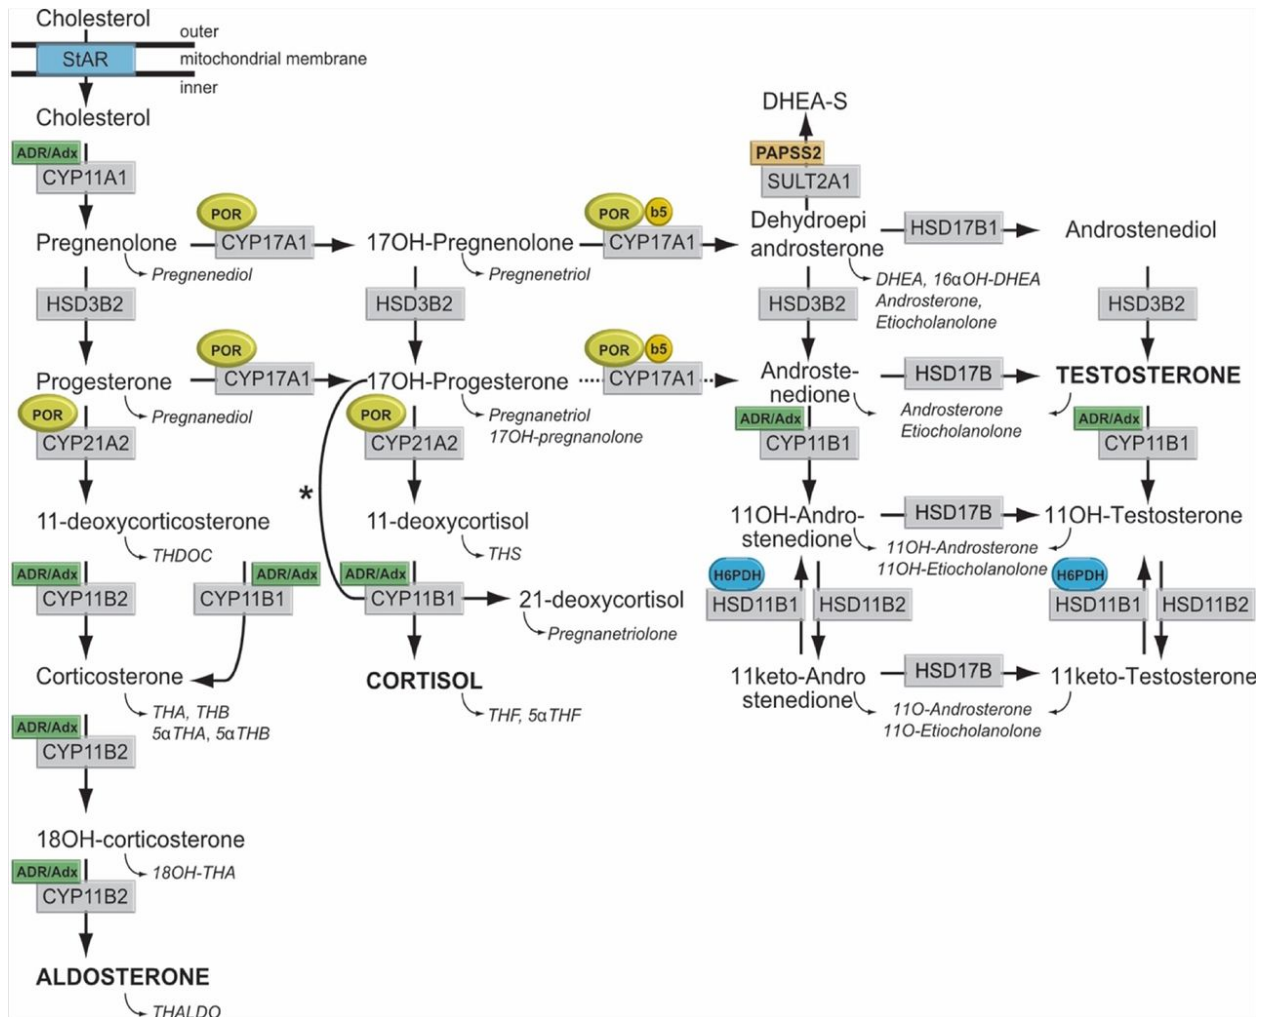 Cholesterol
outer
StAR
mitochondrial membrane
inner
Cholesterol
DHEA-S
ADR/Adx
CYP11A1
PAPSS2
SULT2A1
POR
CYP17A1
POR
b5
CYP17A1
Pregnenolone
17OH-Pregnenolone
Dehydroepi
androsterone
HSD17B1
Androstenediol
Pregnenediol
Pregnenetriol
DHEA, 16αOH-DHEA
Androsterone,
Etiocholanolone
HSD3B2
HSD3B2
HSD3B2
HSD3B2
POR
CYP17A1
POR
b5
CYP17A1
Progesterone
17OH-Progesterone
Androste-
nedione
HSD17B
TESTOSTERONE
Pregnanediol
Pregnanetriol
17OH-pregnanolone
Androsterone
Etiocholanolone
POR
CYP21A2
POR
CYP21A2
ADR/Adx
CYP11B1
ADR/Adx
CYP11B1
*
11-deoxycorticosterone
11-deoxycortisol
11OH-Andro-
stenedione
HSD17B
11OH-Testosterone
THDOC
THS
11OH-Androsterone
11OH-Etiocholanolone
ADR/Adx
CYP11B2
ADR/Adx
CYP11B1
ADR/Adx
CYP11B1
21-deoxycortisol
Pregnanetriolone
H6PDH
HSD11B1
HSD11B2
H6PDH
HSD11B1
HSD11B2
Corticosterone
CORTISOL
11keto-Andro
stenedione
HSD17B
11keto-Testosterone
THA, THB
5αTHA, 5αTHB
THF, 5αTHF
11O-Androsterone
11O-Etiocholanolone
ADR/Adx
CYP11B2
18OH-corticosterone
18OH-THA
ADR/Adx
CYP11B2
ALDOSTERONE
THALDO